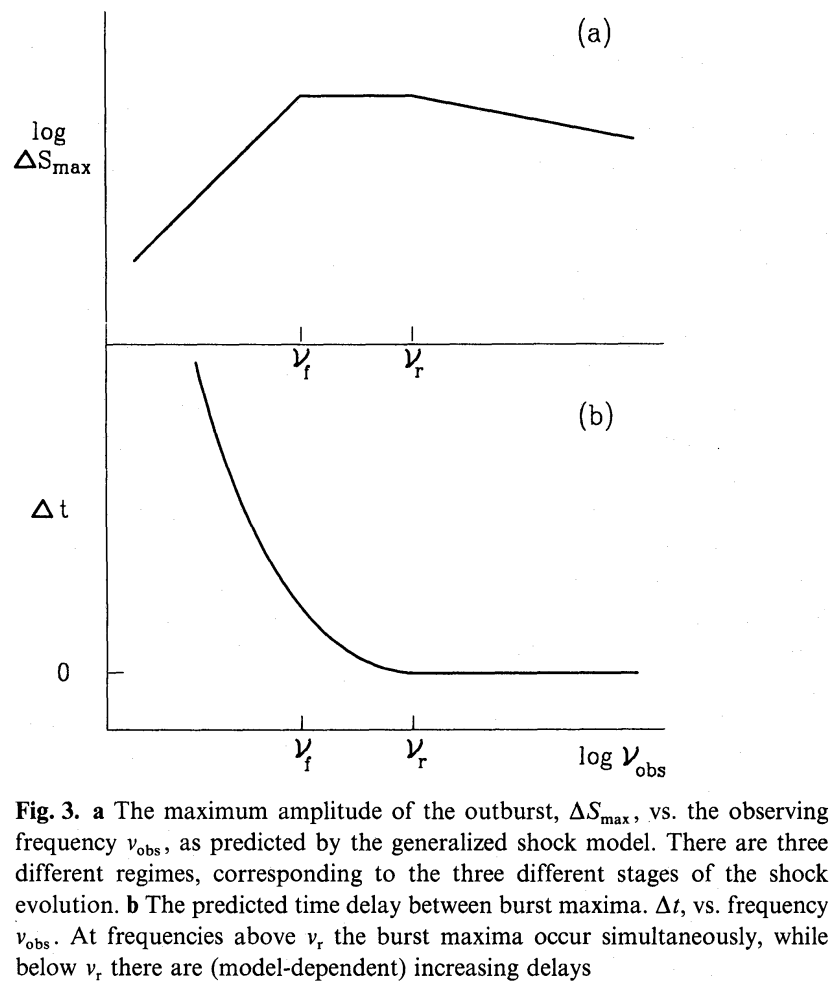 (a)
log
ΔS_max
ν_f ν_r
(b)
Δt
0
ν_f ν_r log ν_obs
Fig. 3. a The maximum amplitude of the outburst, ΔS_max, vs. the observing
frequency ν_obs, as predicted by the generalized shock model. There are three
different regimes, corresponding to the three different stages of the shock
evolution. b The predicted time delay between burst maxima. Δt, vs. frequency
ν_obs. At frequencies above ν_r the burst maxima occur simultaneously, while
below ν_r there are (model-dependent) increasing delays